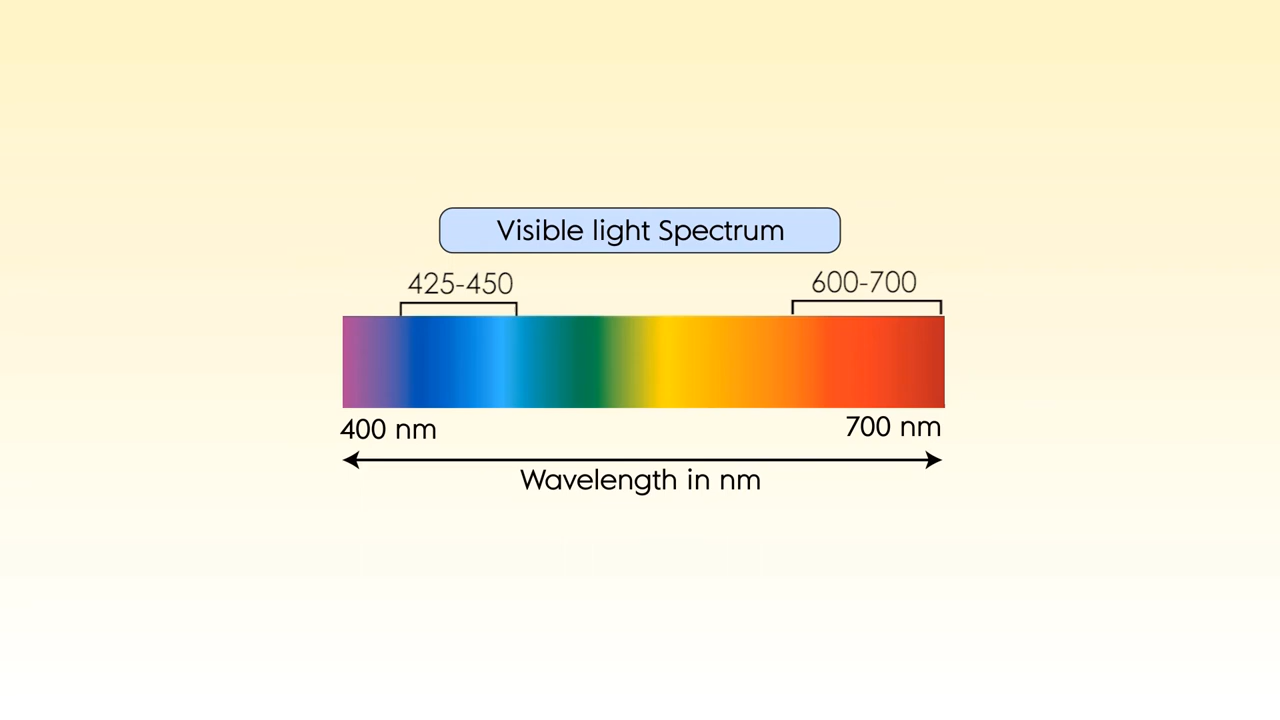 Visible light Spectrum
425-450
600-700
400 nm
700 nm
Wavelength in nm